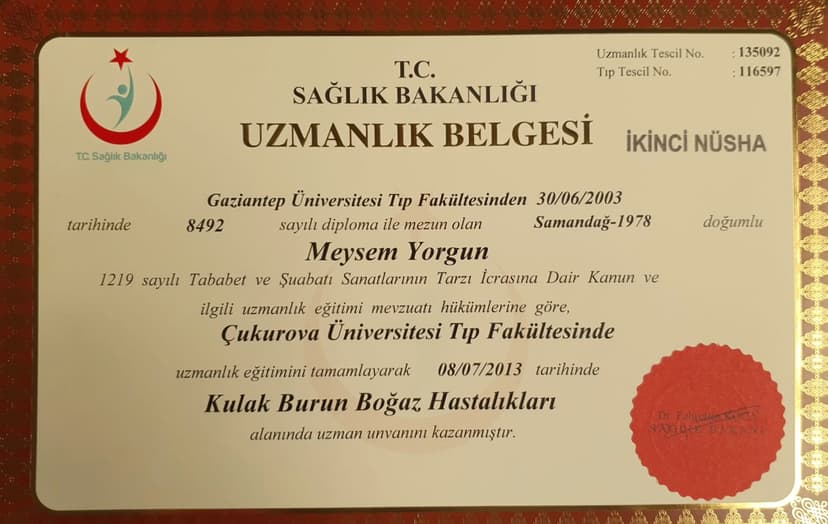 Uzmanlık Tescil No. : 135092
Tıp Tescil No. : 116597
T.C.
SAĞLIK BAKANLIĞI
UZMANLIK BELGESİ
İKİNCİ NÜSHA
T.C. Sağlık Bakanlığı
Gaziantep Üniversitesi Tıp Fakültesinden 30/06/2003
tarihinde 8492 sayılı diploma ile mezun olan Samandağ-1978 doğumlu
Meysem Yorgun
1219 sayılı Tababet ve Şuabatı Sanatlarının Tarzı İcrasına Dair Kanun ve
ilgili uzmanlık eğitimi mevzuatı hükümlerine göre,
Çukurova Üniversitesi Tıp Fakültesinde
uzmanlık eğitimini tamamlayarak 08/07/2013 tarihinde
Kulak Burun Boğaz Hastalıkları
alanında uzman unvanını kazanmıştır.
Dr.